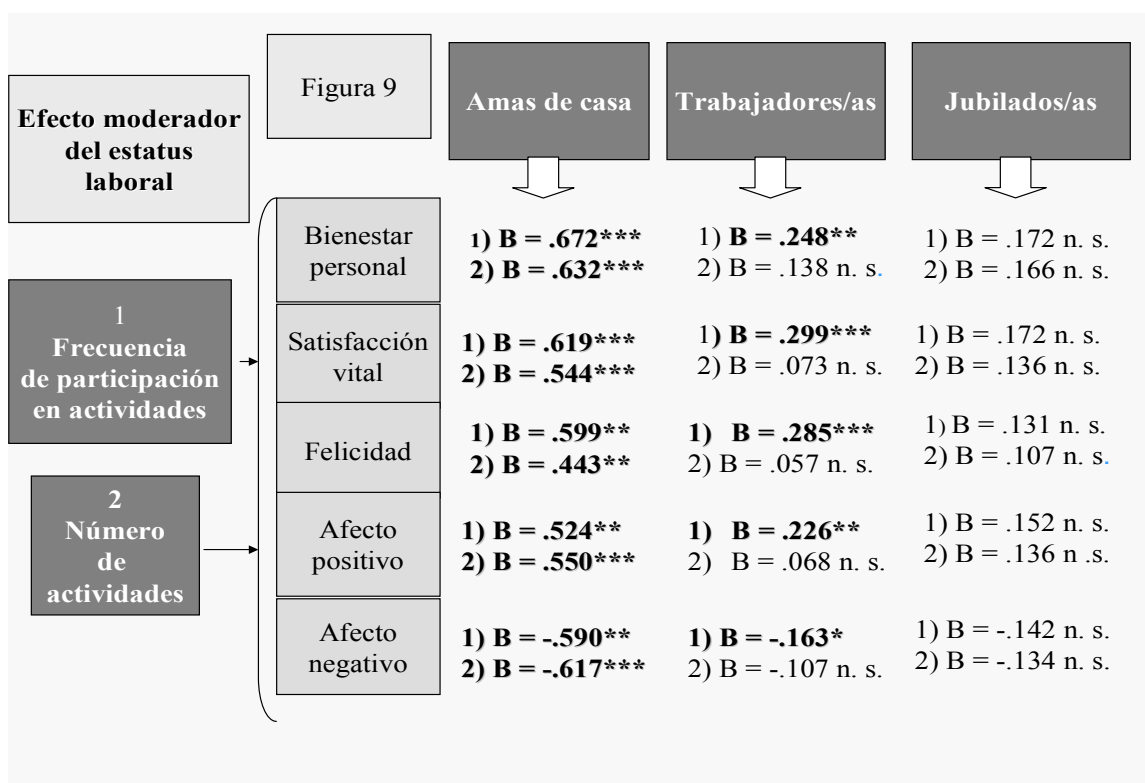 Efecto moderador
del estatus
laboral
Figura 9
Amas de casa
Trabajadores/as
Jubilados/as
1
Frecuencia
de participación
en actividades
2
Número
de
actividades
Bienestar
personal
1) B = .672***
2) B = .632***
1) B = .248**
2) B = .138 n. s.
1) B = .172 n. s.
2) B = .166 n. s.
Satisfacción
vital
1) B = .619***
2) B = .544***
1) B = .299***
2) B = .073 n. s.
1) B = .172 n. s.
2) B = .136 n. s.
Felicidad
1) B = .599**
2) B = .443**
1) B = .285***
2) B = .057 n. s.
1) B = .131 n. s.
2) B = .107 n. s.
Afecto
positivo
1) B = .524**
2) B = .550***
1) B = .226**
2) B = .068 n. s.
1) B = .152 n. s.
2) B = .136 n .s.
Afecto
negativo
1) B = -.590**
2) B = -.617***
1) B = -.163*
2) B = -.107 n. s.
1) B = -.142 n. s.
2) B = -.134 n. s.